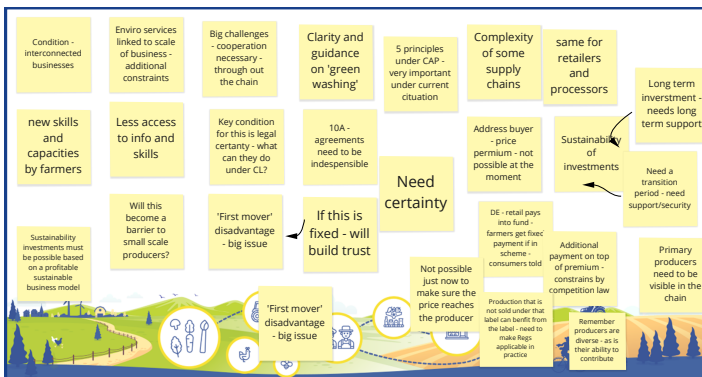 Condition -
interconnected
businesses
Enviro services
linked to scale
of business -
additional
constraints
Big challenges
- cooperation
necessary -
through out
the chain
Clarity and
guidance
on 'green
washing'
5 principles
under CAP -
very important
under current
cituation
Complexity
of some
supply
chains
same for
retailers
and
processors
Long term
inverstment -
needs long
term support
new skills
and
capacities
by farmers
Less access
to info and
skills
Key condition
for this is legal
certanty - what
can they do
under CL?
10A -
agreements
need to be
indespensible
Need
certainty
Address buyer
- price
permium - not
possible at the
moment
Sustainability
of
investments
Need a
transition
period - need
support/security
Sustainability
investments must
be possible based
on a profitable
sustainable
business model
Will this
become a
barrier to
small scale
producers?
'First mover'
disadvantage
- big issue
If this is
fixed - will
build trust
DE - retail pays
into fund -
farmers get fixed
payment if in
scheme -
consumers told
Additional
payment on top
of premium -
constrains by
competition law
Primary
producers
need to be
visible in the
chain
'First mover'
disadvantage
- big issue
Not possible
just now to
make sure the
price reaches
the producer
Production that is
not sold under that
label can benfit from
the label - need to
make Regs
applicable in
practice
Remember
producers are
diverse - as is
their ability to
contribute